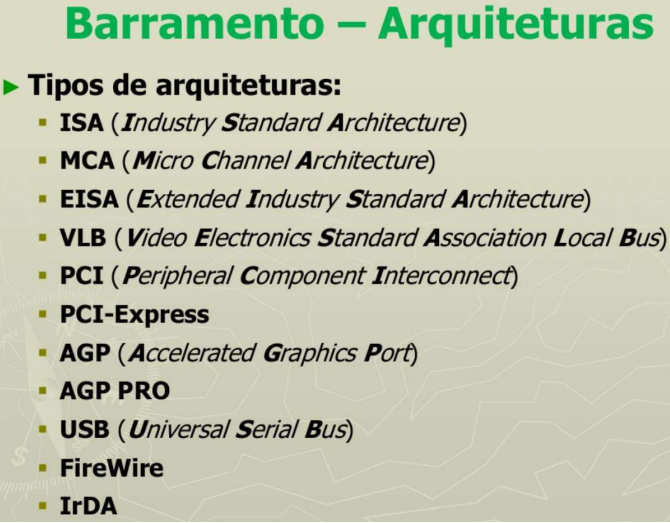 Barramento – Arquiteturas
► Tipos de arquiteturas:
▪ ISA (Industry Standard Architecture)
▪ MCA (Micro Channel Architecture)
▪ EISA (Extended Industry Standard Architecture)
▪ VLB (Video Electronics Standard Association Local Bus)
▪ PCI (Peripheral Component Interconnect)
▪ PCI-Express
▪ AGP (Accelerated Graphics Port)
▪ AGP PRO
▪ USB (Universal Serial Bus)
▪ FireWire
▪ IrDA